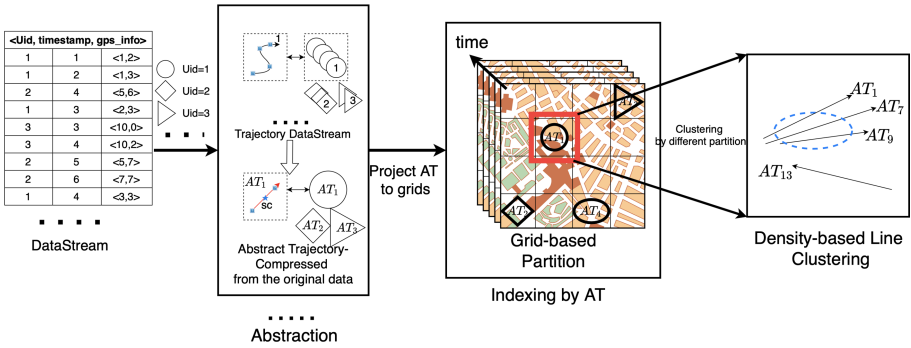 <Uid, timestamp, gps_info>
1 1 <1,2>
1 2 <1,3>
2 4 <5,6>
1 3 <2,3>
3 3 <10,0>
3 4 <10,2>
2 5 <5,7>
2 6 <7,7>
1 4 <3,3>
DataStream
Uid=1
Uid=2
Uid=3
1
1
2
3
Trajectory DataStream
AT1
sc
AT1
AT2
AT3
Abstract Trajectory-
Compressed
from the original data
Abstraction
Project AT
to grids
time
AT1
AT4
Grid-based
Partition
Indexing by AT
Clustering
by different partition
AT1
AT7
AT9
AT13
Density-based Line
Clustering